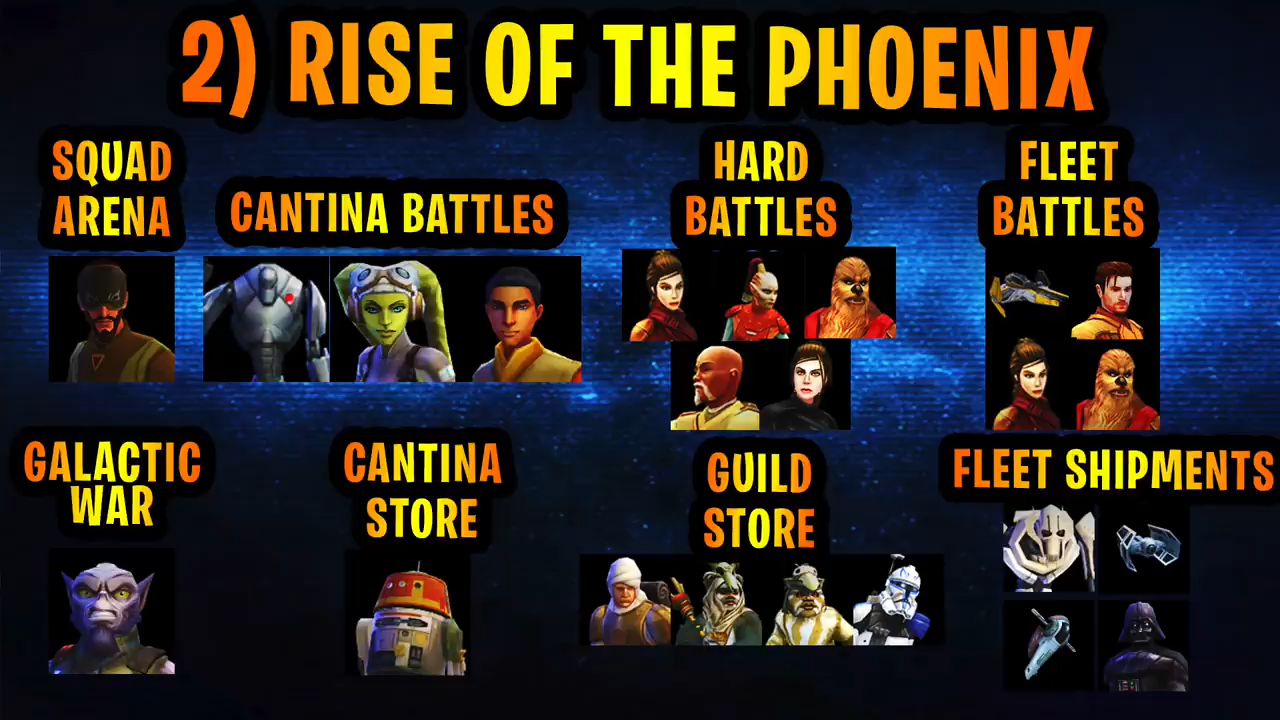 2) RISE OF THE PHOENIX
SQUAD
ARENA
CANTINA BATTLES
HARD
BATTLES
FLEET
BATTLES
GALACTIC
WAR
CANTINA
STORE
GUILD
STORE
FLEET SHIPMENTS